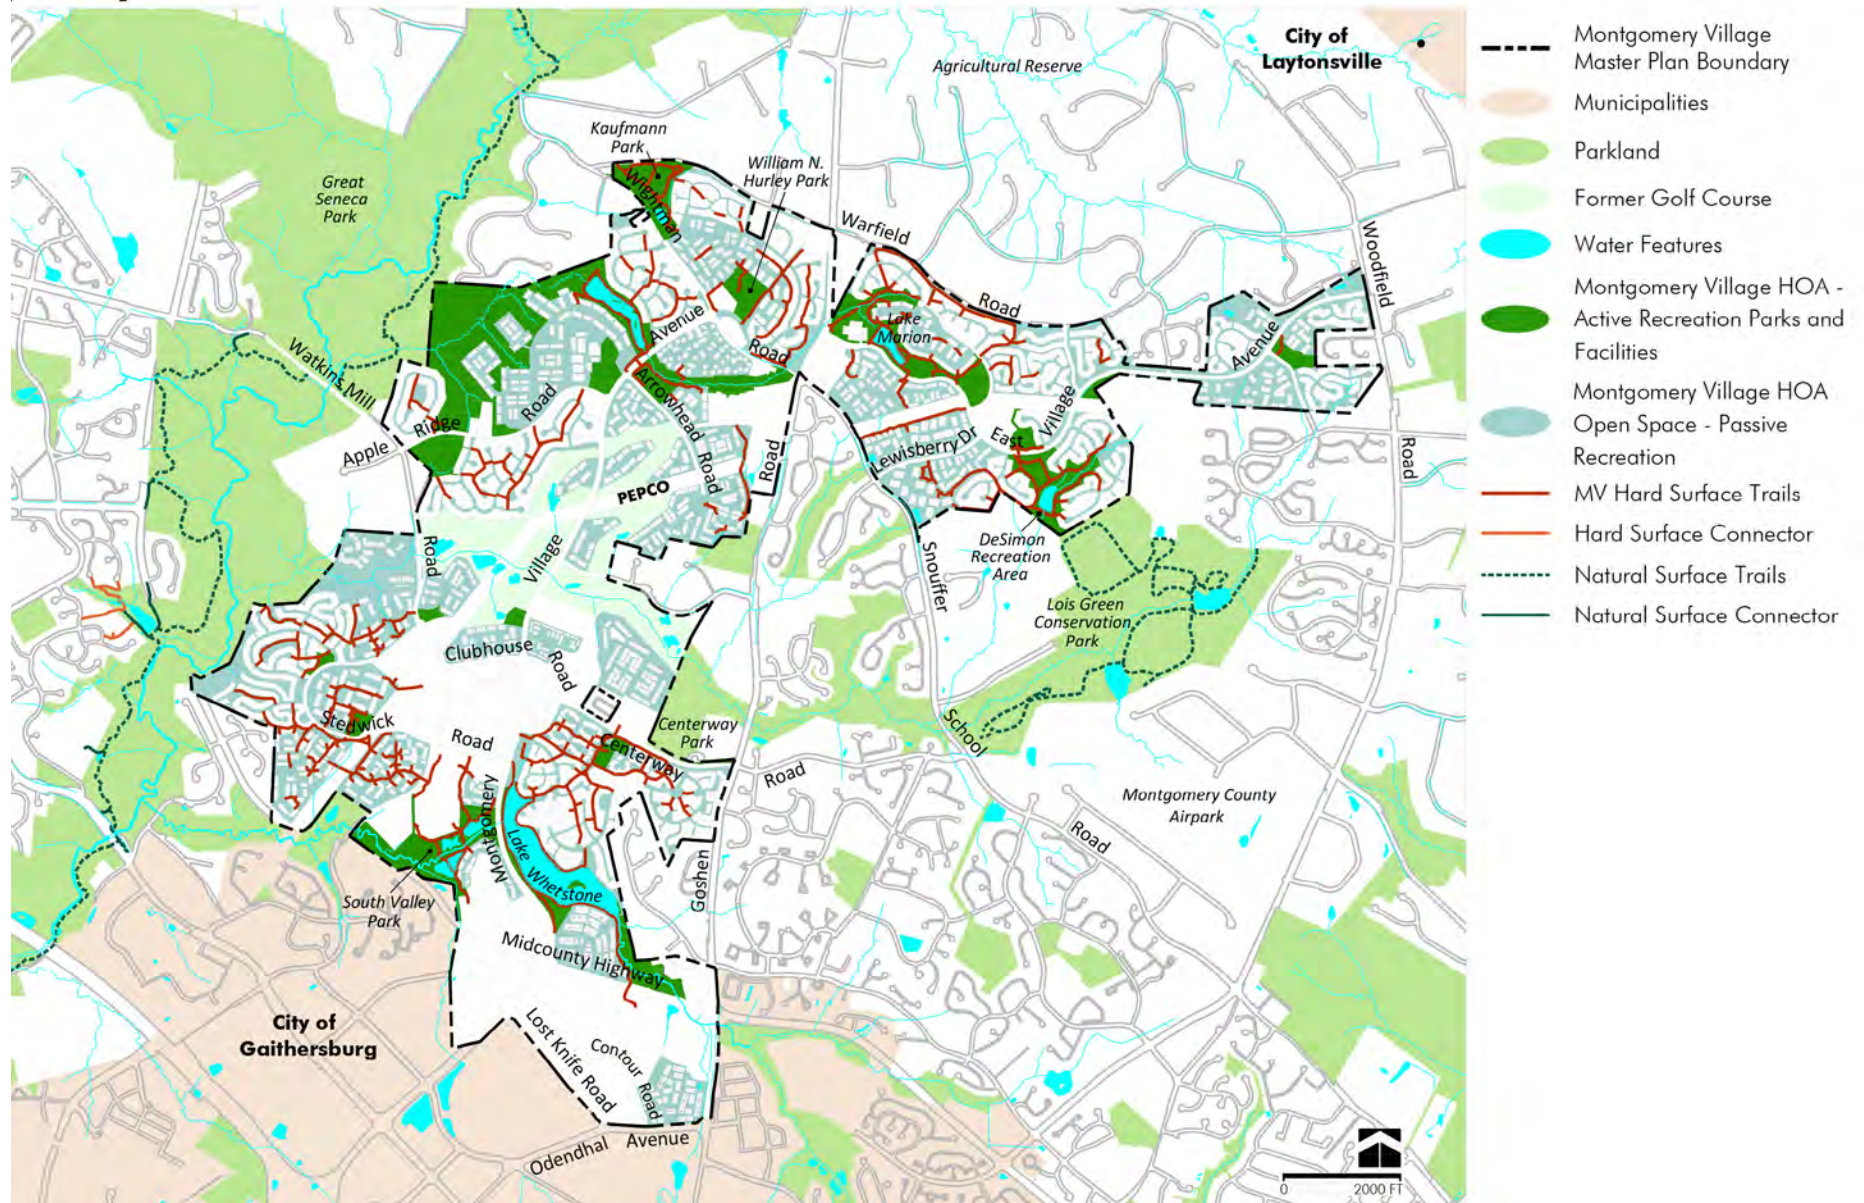 City of
Laytonsville
Agricultural Reserve
Kaufmann
Park
William N.
Hurley Park
Great
Seneca
Park
Wightman
Warfield
Road
Woodfield
Road
Avenue
Road
Lake
Marion
Avenue
Watkins Mill
Road
Arrowhead
Road
Apple
Ridge
Road
Road
Lewisberry Dr
East
Village
PEPCO
Village
DeSimon
Recreation
Area
Snouffer
School
Road
Lois Green
Conservation
Park
Clubhouse
Road
Stedwick
Road
Centerway
Park
Centerway
Road
Montgomery
Lake
Whetstone
Goshen
Montgomery County
Airpark
South Valley
Park
Midcounty Highway
City of
Gaithersburg
Lost Knife Road
Contour
Road
Odendhal Avenue
0 2000 FT
Montgomery Village
Master Plan Boundary
Municipalities
Parkland
Former Golf Course
Water Features
Montgomery Village HOA -
Active Recreation Parks and
Facilities
Montgomery Village HOA
Open Space - Passive
Recreation
MV Hard Surface Trails
Hard Surface Connector
Natural Surface Trails
Natural Surface Connector